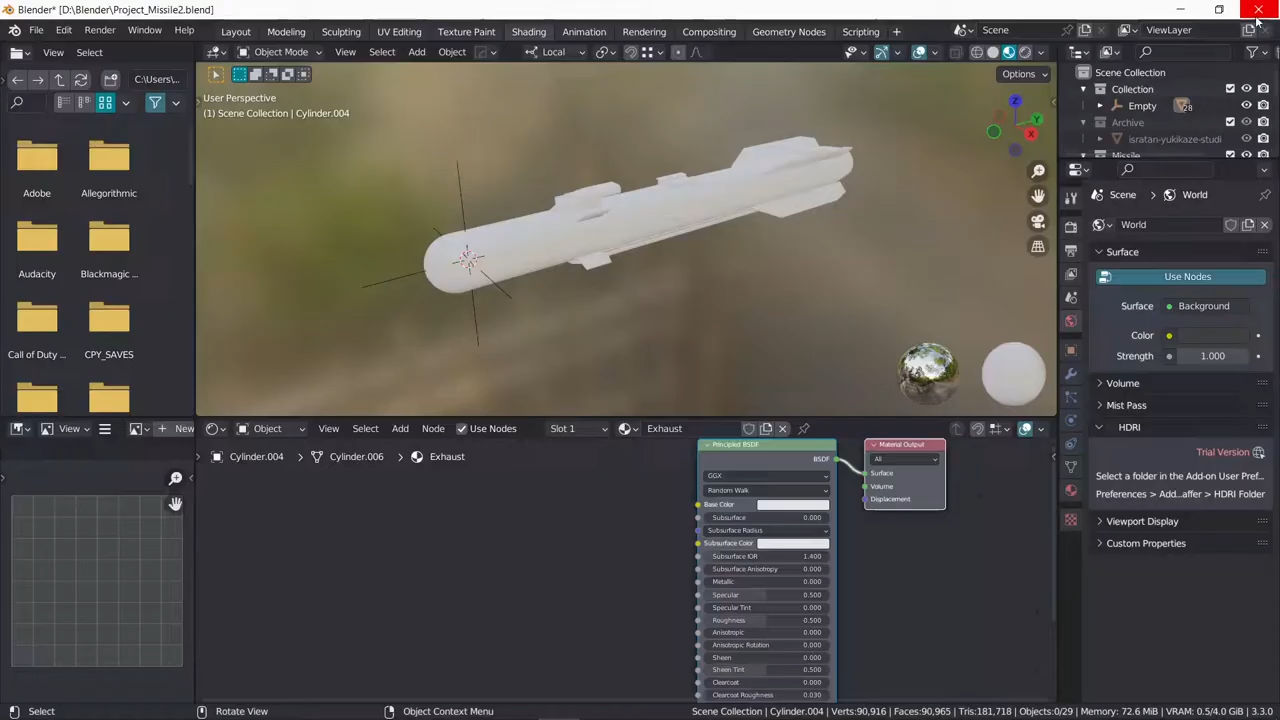 Blender* [D:\Blender\Project_Missile2.blend]
File Edit Render Window Help
Layout Modeling Sculpting UV Editing Texture Paint Shading Animation Rendering Compositing Geometry Nodes Scripting +
Scene
ViewLayer
View Select
Object Mode View Select Add Object Local
C:\Users\...
Options
User Perspective
(1) Scene Collection | Cylinder.004
Z
Y
X
Adobe
Allegorithmic
Audacity
Blackmagic ...
Call of Duty ...
CPY_SAVES
Scene Collection
Collection
Empty
28
Archive
isratan-yukikaze-studi
Missile
Scene > World
World
Surface
Use Nodes
Surface Background
Color
Strength 1.000
Volume
Mist Pass
HDRI
Trial Version
Select a folder in the Add-on User Pref...
Preferences > Add...affer > HDRI Folder
Viewport Display
Custom Properties
View
New
Object View Select Add Node Use Nodes Slot 1 Exhaust
Cylinder.004 > Cylinder.006 > Exhaust
Principled BSDF
BSDF
GGX
Random Walk
Base Color
Subsurface 0.000
Subsurface Radius
Subsurface Color
Subsurface IOR 1.400
Subsurface Anisotropy 0.000
Metallic 0.000
Specular 0.500
Specular Tint 0.000
Roughness 0.500
Anisotropic 0.000
Anisotropic Rotation 0.000
Sheen 0.000
Sheen Tint 0.500
Clearcoat 0.000
Clearcoat Roughness 0.030
Material Output
All
Surface
Volume
Displacement
Select
Rotate View
Object Context Menu
Scene Collection | Cylinder.004 | Verts:90,916 | Faces:90,965 | Tris:181,718 | Objects:0/29 | Memory: 72.6 MiB | VRAM: 0.5/4.0 GiB | 3.3.0